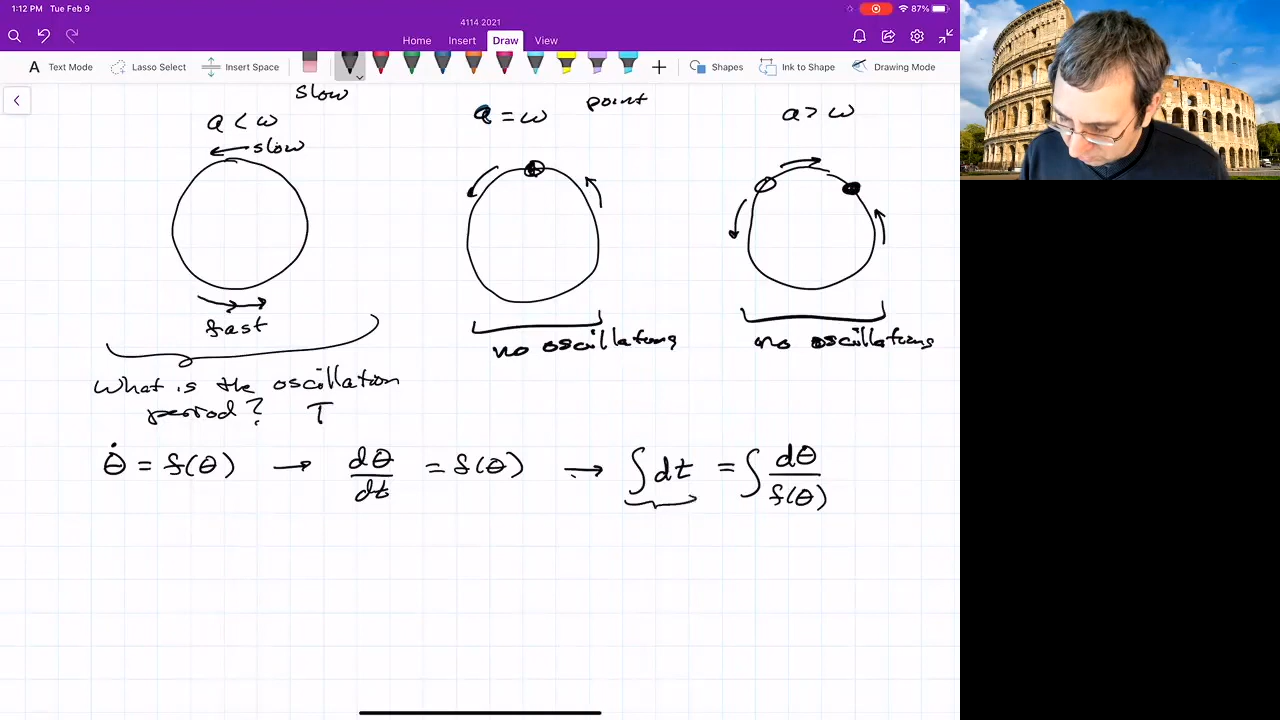 1:12 PM Tue Feb 9
87%
4114 2021
Home Insert Draw View
Text Mode Lasso Select Insert Space Shapes Ink to Shape Drawing Mode
slow
point
a < ω
a = ω
a > ω
slow
fast
no oscillations
no oscillations
What is the oscillation
period? T
θ̇ = f(θ) → dθ/dt = f(θ) → ∫dt = ∫ dθ/f(θ)